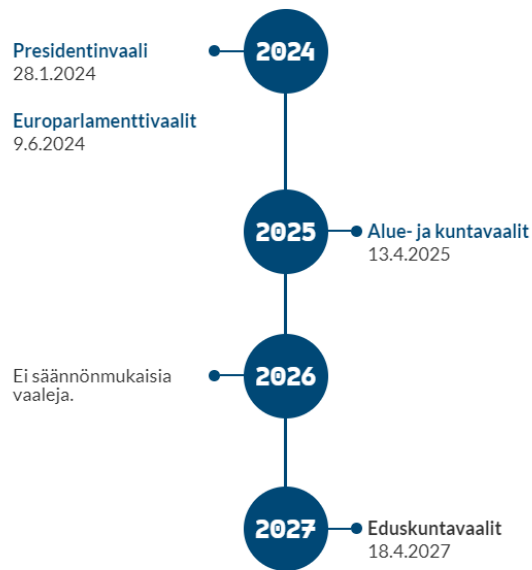 2024
Presidentinvaali
28.1.2024
Europarlamenttivaalit
9.6.2024
2025
Alue- ja kuntavaalit
13.4.2025
2026
Ei säännönmukaisia
vaaleja.
2027
Eduskuntavaalit
18.4.2027